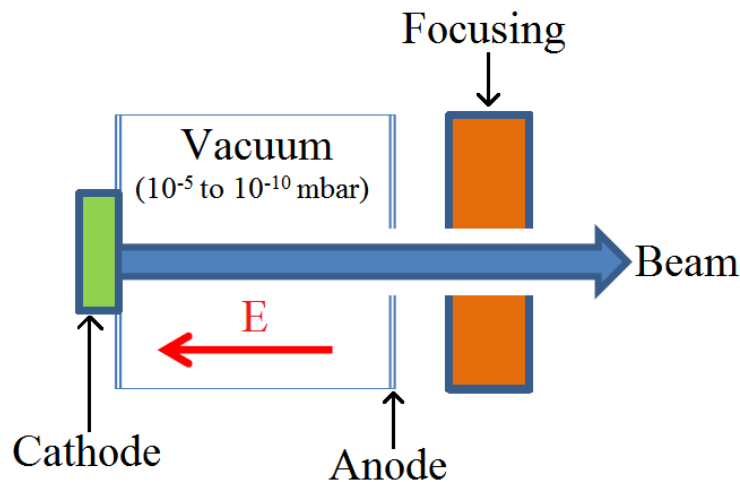 Focusing
Vacuum
(10⁻⁵ to 10⁻¹⁰ mbar)
Beam
E
Cathode
Anode